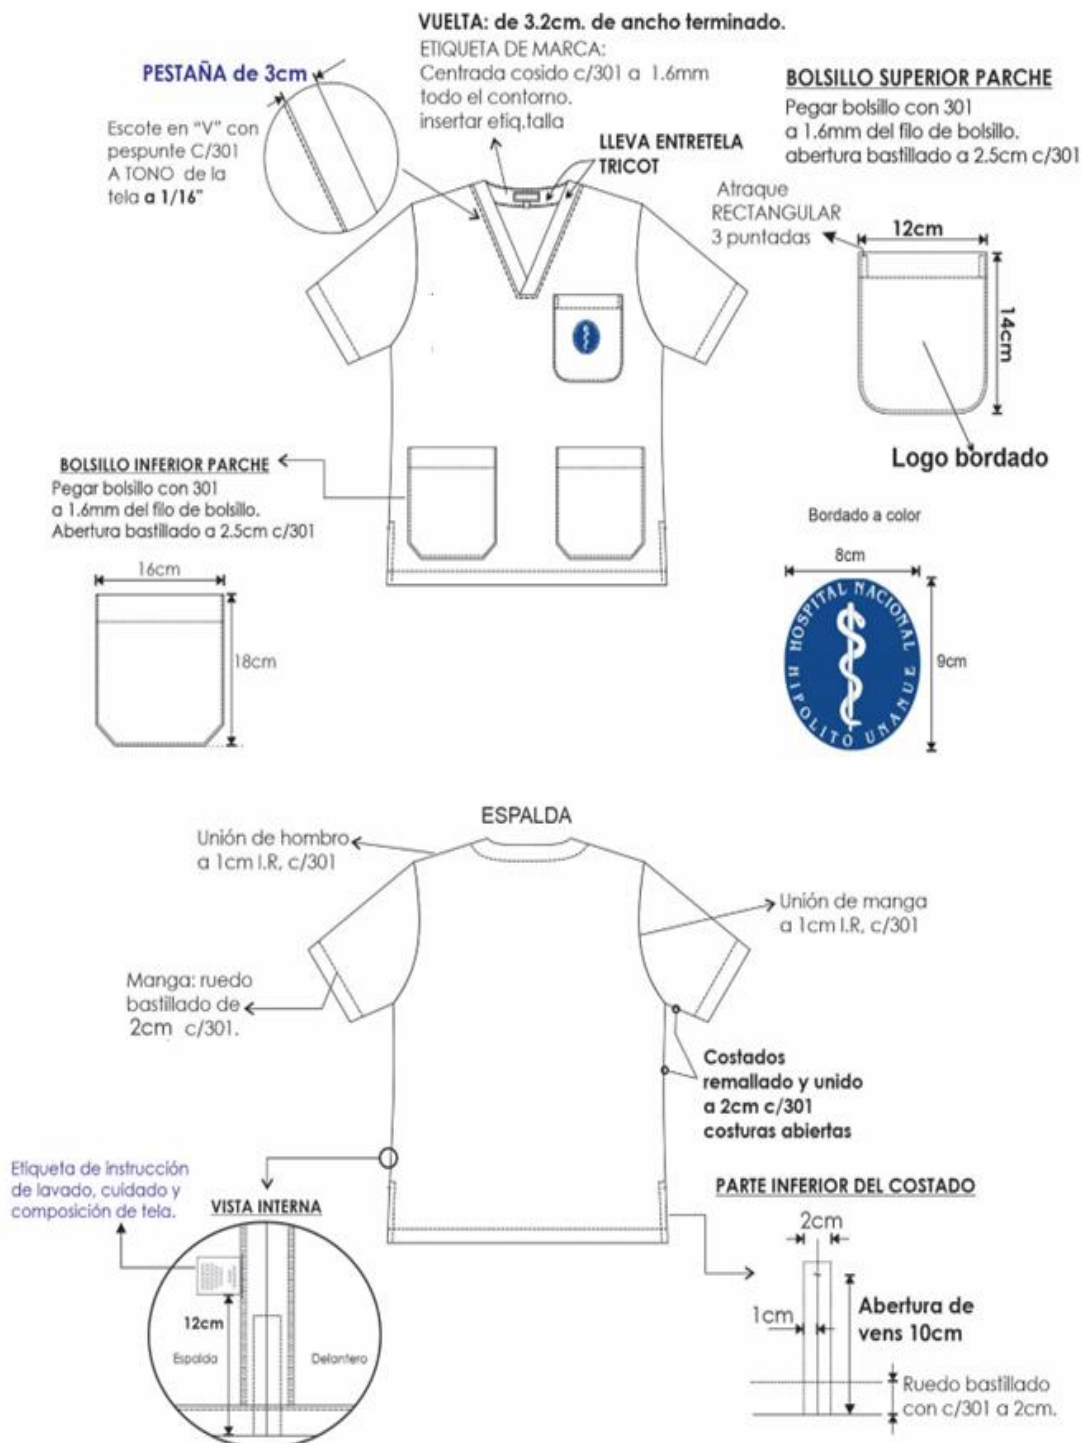 VUELTA: de 3.2cm. de ancho terminado.
ETIQUETA DE MARCA:
Centrada cosido c/301 a 1.6mm
todo el contorno.
insertar etiq.talla
PESTAÑA de 3cm
Escote en "V" con
pespunte C/301
A TONO de la
tela a 1/16"
LLEVA ENTRETELA
TRICOT
BOLSILLO SUPERIOR PARCHE
Pegar bolsillo con 301
a 1.6mm del filo de bolsillo.
abertura bastillado a 2.5cm c/301
Atraque
RECTANGULAR
3 puntadas
12cm
14cm
Logo bordado
BOLSILLO INFERIOR PARCHE
Pegar bolsillo con 301
a 1.6mm del filo de bolsillo.
Abertura bastillado a 2.5cm c/301
16cm
18cm
Bordado a color
8cm
9cm
HOSPITAL NACIONAL
HIPOLITO UNANUE
ESPALDA
Unión de hombro
a 1cm I.R, c/301
Unión de manga
a 1cm I.R, c/301
Manga: ruedo
bastillado de
2cm c/301.
Costados
remallado y unido
a 2cm c/301
costuras abiertas
Etiqueta de instrucción
de lavado, cuidado y
composición de tela.
VISTA INTERNA
12cm
Espalda
Delantero
PARTE INFERIOR DEL COSTADO
2cm
1cm
Abertura de
vens 10cm
Ruedo bastillado
con c/301 a 2cm.